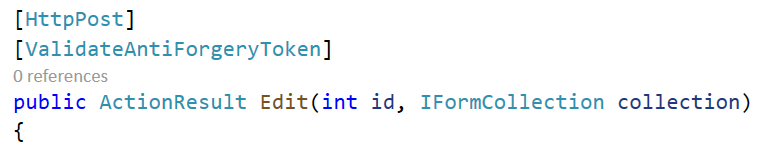 [HttpPost]
[ValidateAntiForgeryToken]
0 references
public ActionResult Edit(int id, IFormCollection collection)
{